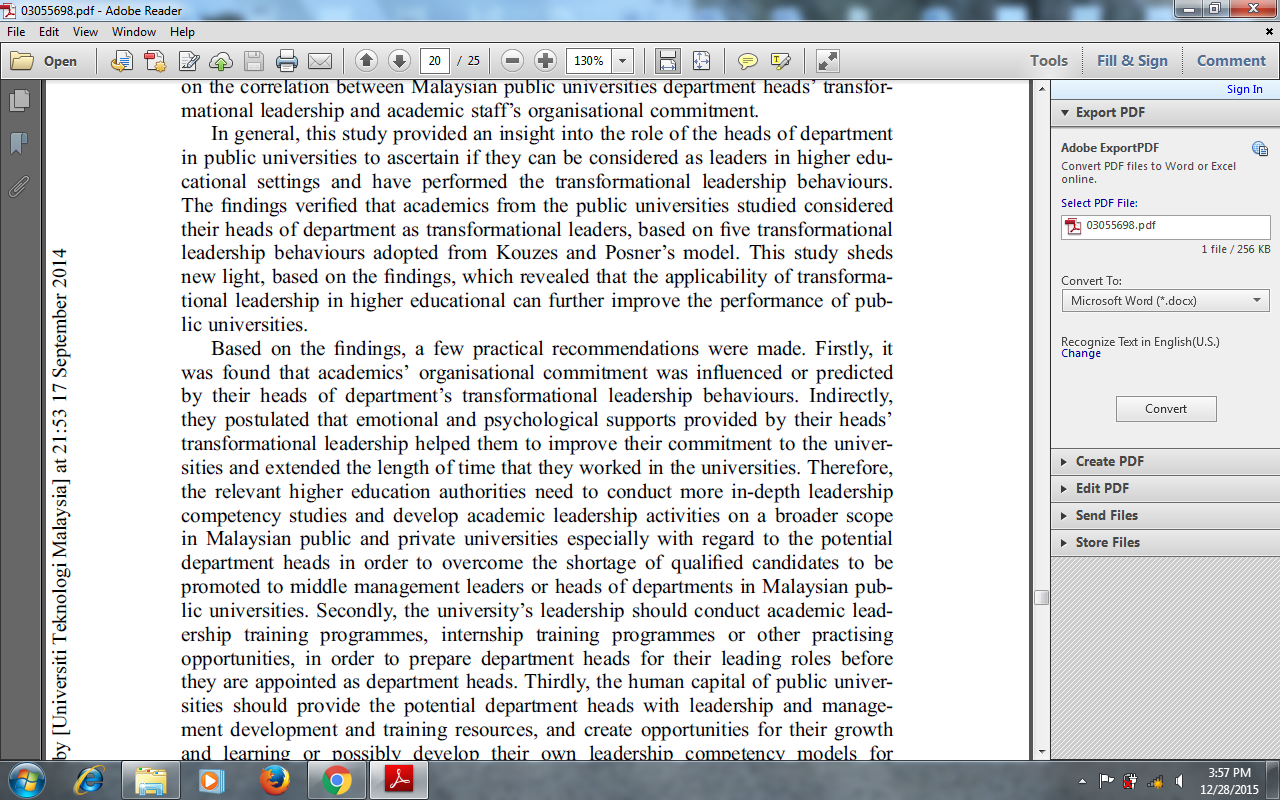 03055698.pdf - Adobe Reader
File Edit View Window Help
Open 20 / 25 130% Tools Fill & Sign Comment
Sign In
on the correlation between Malaysian public universities department heads' transfor-
mational leadership and academic staff's organisational commitment.
In general, this study provided an insight into the role of the heads of department
in public universities to ascertain if they can be considered as leaders in higher edu-
cational settings and have performed the transformational leadership behaviours.
The findings verified that academics from the public universities studied considered
their heads of department as transformational leaders, based on five transformational
leadership behaviours adopted from Kouzes and Posner's model. This study sheds
new light, based on the findings, which revealed that the applicability of transforma-
tional leadership in higher educational can further improve the performance of pub-
lic universities.
Based on the findings, a few practical recommendations were made. Firstly, it
was found that academics' organisational commitment was influenced or predicted
by their heads of department's transformational leadership behaviours. Indirectly,
they postulated that emotional and psychological supports provided by their heads'
transformational leadership helped them to improve their commitment to the univer-
sities and extended the length of time that they worked in the universities. Therefore,
the relevant higher education authorities need to conduct more in-depth leadership
competency studies and develop academic leadership activities on a broader scope
in Malaysian public and private universities especially with regard to the potential
department heads in order to overcome the shortage of qualified candidates to be
promoted to middle management leaders or heads of departments in Malaysian pub-
lic universities. Secondly, the university's leadership should conduct academic lead-
ership training programmes, internship training programmes or other practising
opportunities, in order to prepare department heads for their leading roles before
they are appointed as department heads. Thirdly, the human capital of public univer-
sities should provide the potential department heads with leadership and manage-
ment development and training resources, and create opportunities for their growth
and learning or possibly develop their own leadership competency models for
by [Universiti Teknologi Malaysia] at 21:53 17 September 2014
Export PDF
Adobe ExportPDF
Convert PDF files to Word or Excel
online.
Select PDF File:
03055698.pdf
1 file / 256 KB
Convert To:
Microsoft Word (*.docx)
Recognize Text in English(U.S.)
Change
Convert
Create PDF
Edit PDF
Send Files
Store Files
3:57 PM
12/28/2015